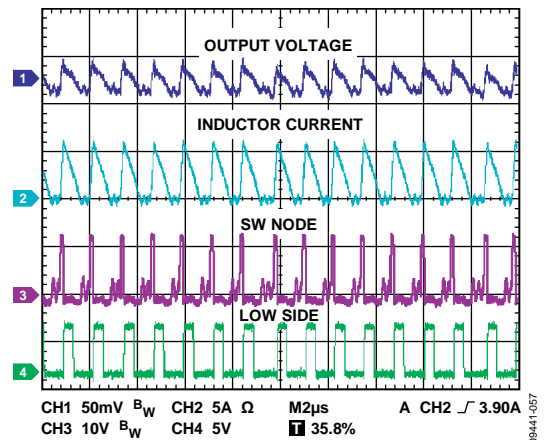 OUTPUT VOLTAGE
1
INDUCTOR CURRENT
2
SW NODE
3
LOW SIDE
4
CH1 50mV BW CH2 5A Ω M2µs A CH2 3.90A
CH3 10V BW CH4 5V T 35.8%
09441-057